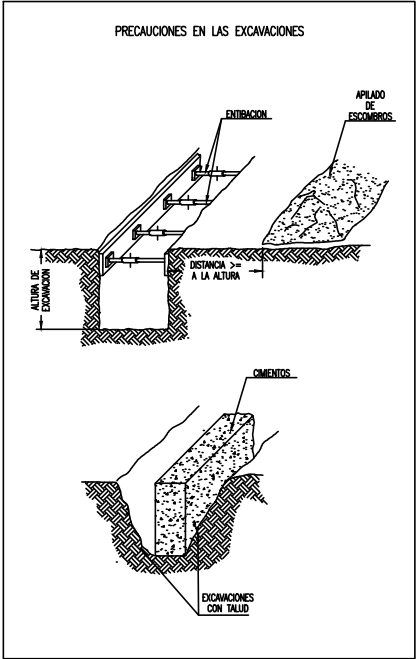 PRECAUCIONES EN LAS EXCAVACIONES
APILADO
DE
ESCOMBROS
ENTIBACION
DISTANCIA >=
A LA ALTURA
ALTURA DE
EXCAVACION
CIMIENTOS
EXCAVACIONES
CON TALUD